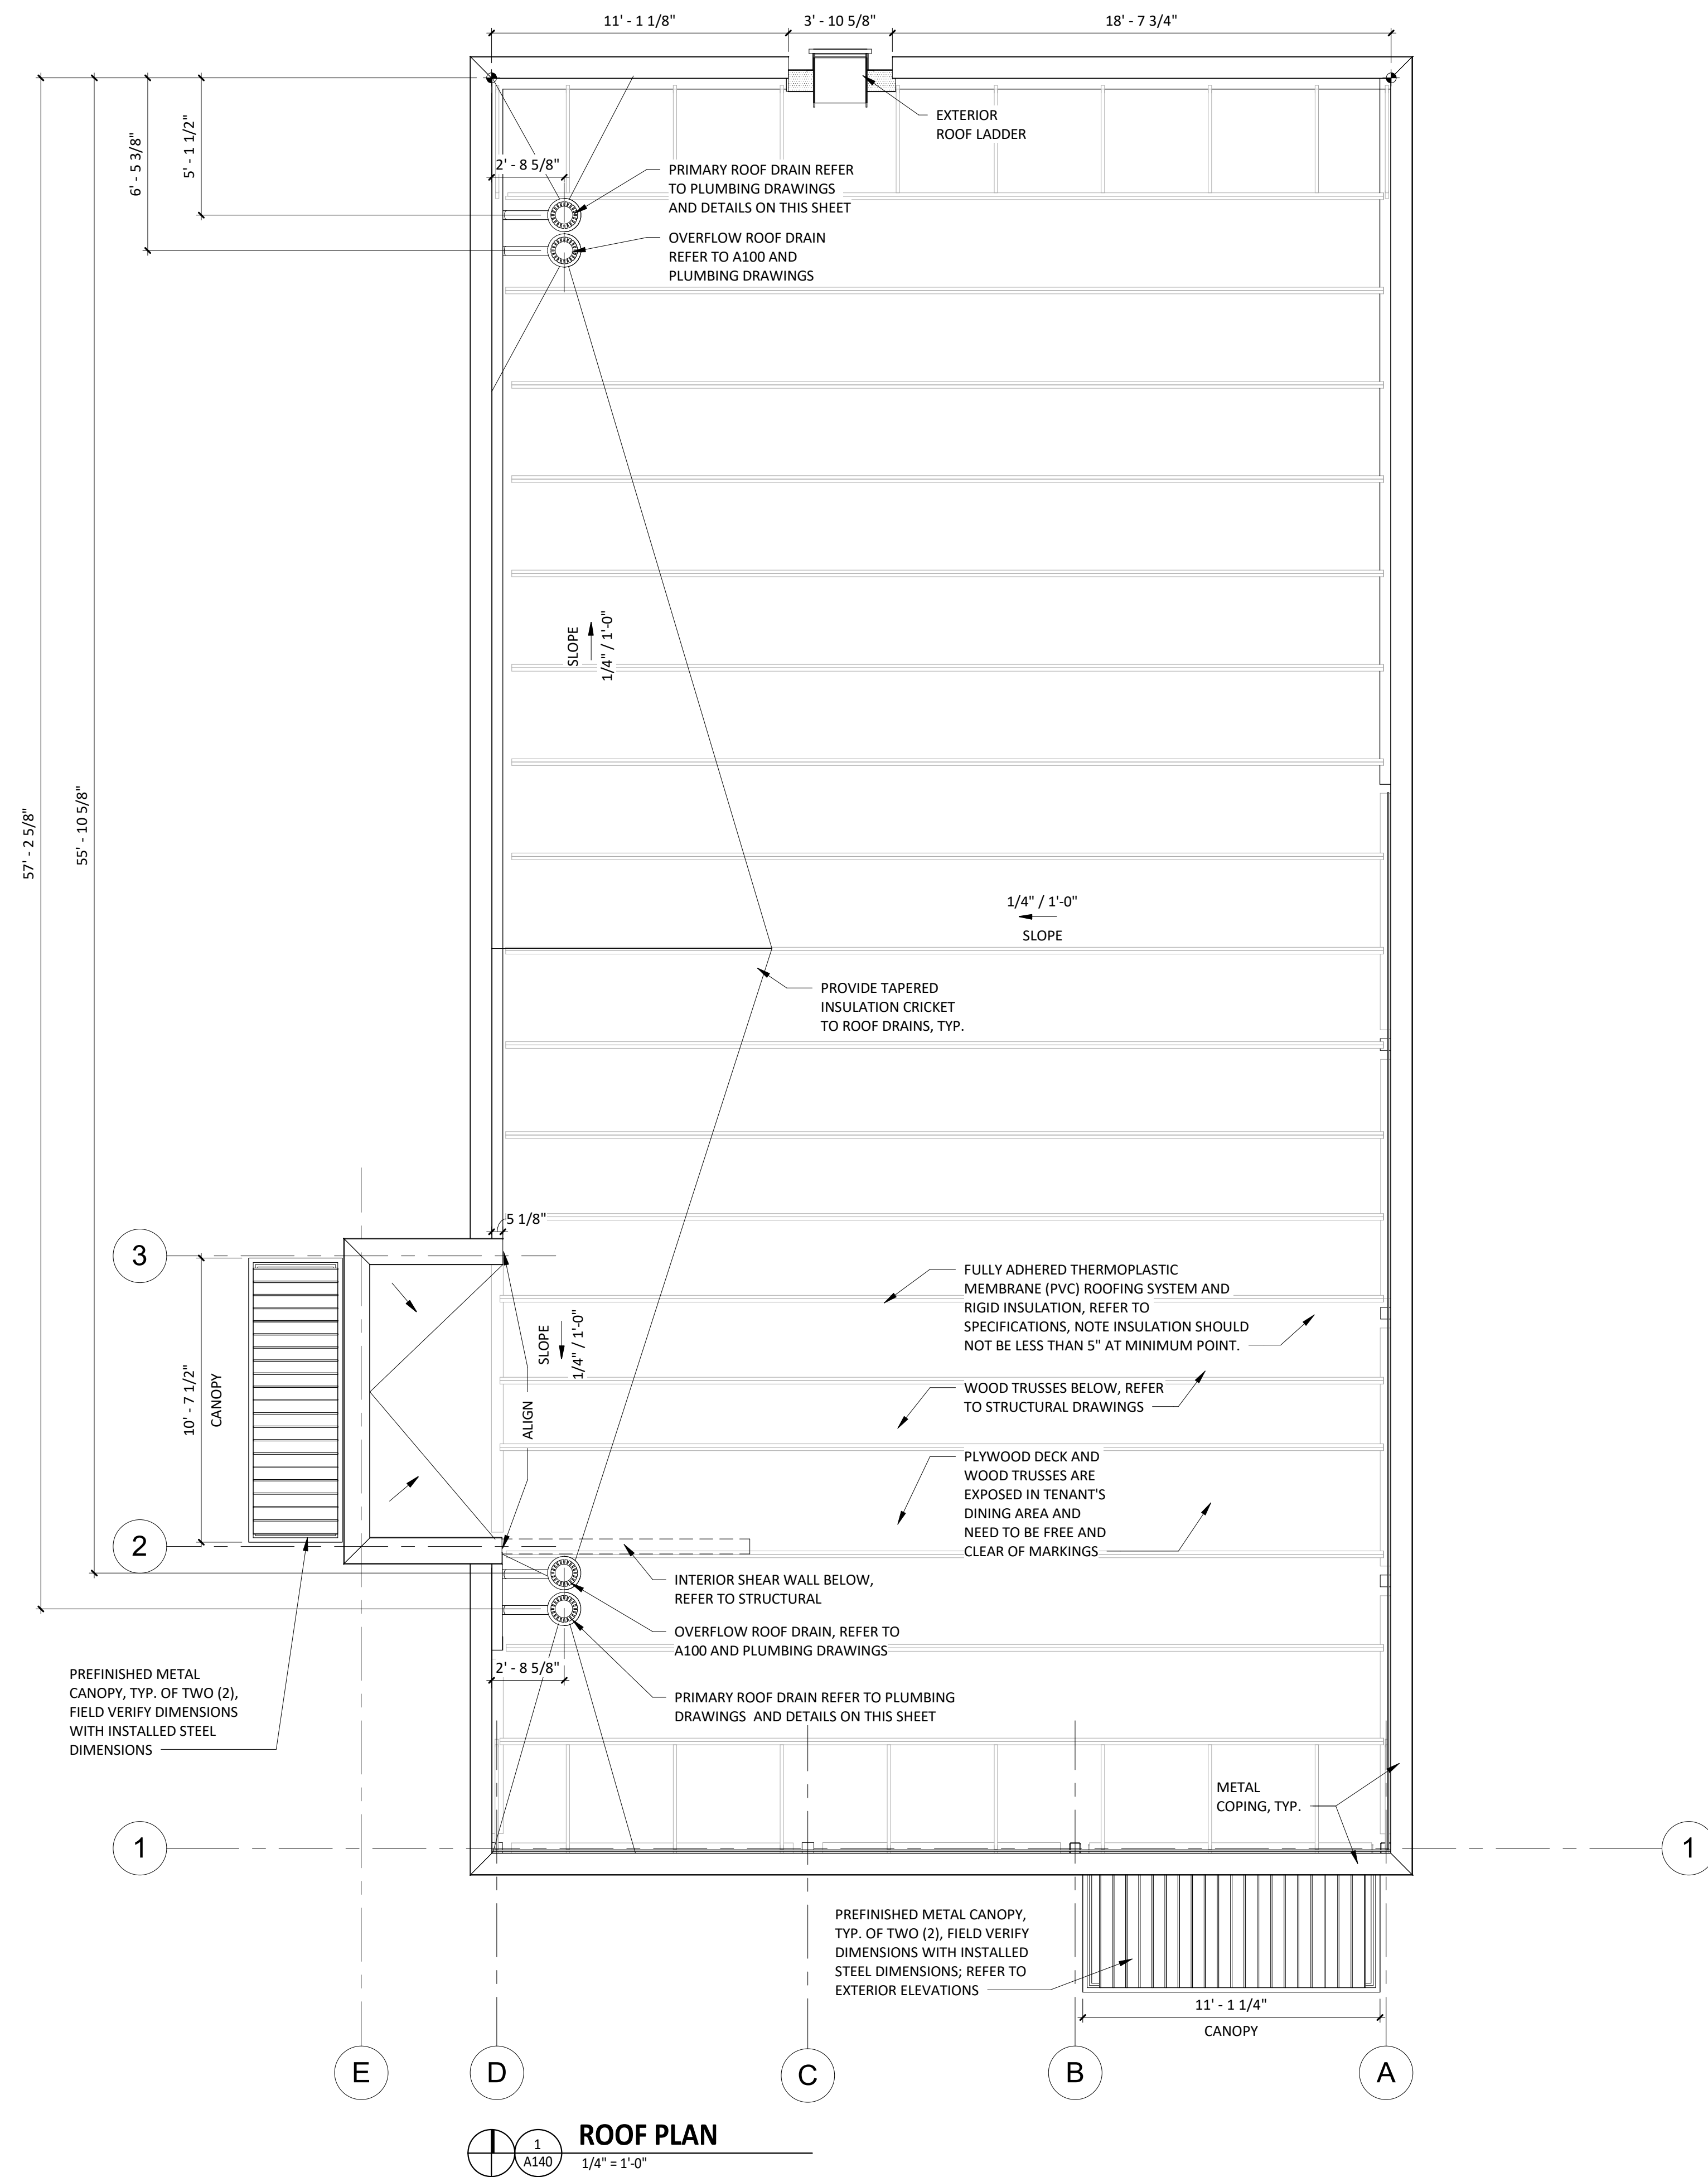 11' - 1 1/8"
3' - 10 5/8"
18' - 7 3/4"
EXTERIOR
ROOF LADDER
5' - 1 1/2"
6' - 5 3/8"
2' - 8 5/8"
PRIMARY ROOF DRAIN REFER
TO PLUMBING DRAWINGS
AND DETAILS ON THIS SHEET
OVERFLOW ROOF DRAIN
REFER TO A100 AND
PLUMBING DRAWINGS
SLOPE
1/4" / 1'-0"
57' - 2 5/8"
55' - 10 5/8"
1/4" / 1'-0"
SLOPE
PROVIDE TAPERED
INSULATION CRICKET
TO ROOF DRAINS, TYP.
5 1/8"
3
FULLY ADHERED THERMOPLASTIC
MEMBRANE (PVC) ROOFING SYSTEM AND
RIGID INSULATION, REFER TO
SPECIFICATIONS, NOTE INSULATION SHOULD
NOT BE LESS THAN 5" AT MINIMUM POINT.
SLOPE
1/4" / 1'-0"
10' - 7 1/2"
CANOPY
ALIGN
WOOD TRUSSES BELOW, REFER
TO STRUCTURAL DRAWINGS
PLYWOOD DECK AND
WOOD TRUSSES ARE
EXPOSED IN TENANT'S
DINING AREA AND
NEED TO BE FREE AND
CLEAR OF MARKINGS
2
INTERIOR SHEAR WALL BELOW,
REFER TO STRUCTURAL
OVERFLOW ROOF DRAIN, REFER TO
A100 AND PLUMBING DRAWINGS
2' - 8 5/8"
PRIMARY ROOF DRAIN REFER TO PLUMBING
DRAWINGS AND DETAILS ON THIS SHEET
PREFINISHED METAL
CANOPY, TYP. OF TWO (2),
FIELD VERIFY DIMENSIONS
WITH INSTALLED STEEL
DIMENSIONS
METAL
COPING, TYP.
1
1
PREFINISHED METAL CANOPY,
TYP. OF TWO (2), FIELD VERIFY
DIMENSIONS WITH INSTALLED
STEEL DIMENSIONS; REFER TO
EXTERIOR ELEVATIONS
11' - 1 1/4"
CANOPY
E
D
C
B
A
1
A140
ROOF PLAN
1/4" = 1'-0"